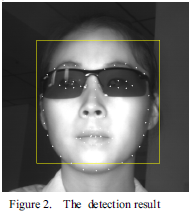 Figure 2. The detection result